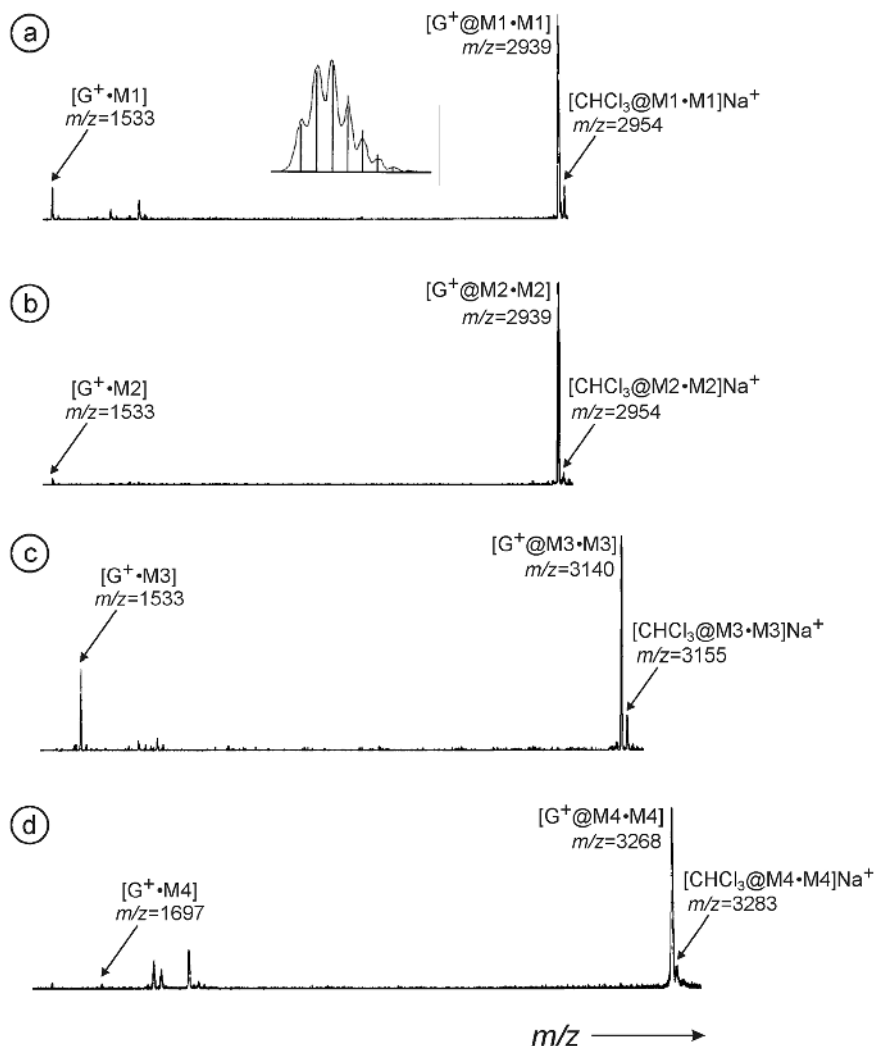 a
[G⁺@M1•M1]
m/z=2939
[G⁺•M1]
m/z=1533
[CHCl₃@M1•M1]Na⁺
m/z=2954
b
[G⁺@M2•M2]
m/z=2939
[G⁺•M2]
m/z=1533
[CHCl₃@M2•M2]Na⁺
m/z=2954
c
[G⁺@M3•M3]
m/z=3140
[G⁺•M3]
m/z=1533
[CHCl₃@M3•M3]Na⁺
m/z=3155
d
[G⁺@M4•M4]
m/z=3268
[G⁺•M4]
m/z=1697
[CHCl₃@M4•M4]Na⁺
m/z=3283
m/z